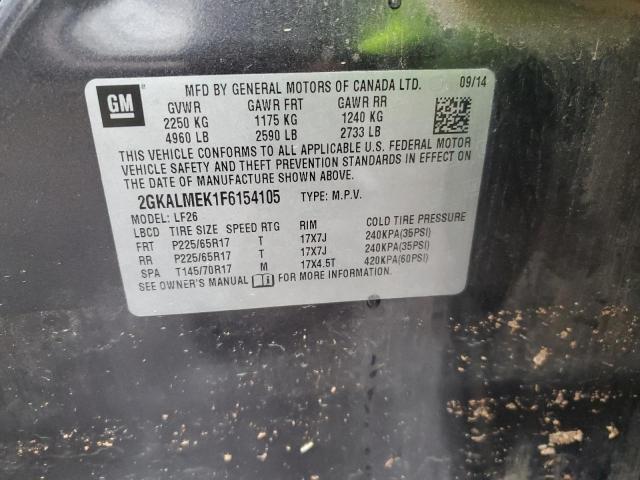 GM
MFD BY GENERAL MOTORS OF CANADA LTD. 09/14
GVWR GAWR FRT GAWR RR
2250 KG 1175 KG 1240 KG
4960 LB 2590 LB 2733 LB
THIS VEHICLE CONFORMS TO ALL APPLICABLE U.S. FEDERAL MOTOR
VEHICLE SAFETY AND THEFT PREVENTION STANDARDS IN EFFECT ON
THE DATE OF MANUFACTURE SHOWN ABOVE.
2GKALMEK1F6154105 TYPE: M.P.V.
MODEL: LF26
LBCD TIRE SIZE SPEED RTG RIM COLD TIRE PRESSURE
FRT P225/65R17 T 17X7J 240KPA(35PSI)
RR P225/65R17 T 17X7J 240KPA(35PSI)
SPA T145/70R17 M 17X4.5T 420KPA(60PSI)
SEE OWNER'S MANUAL FOR MORE INFORMATION.